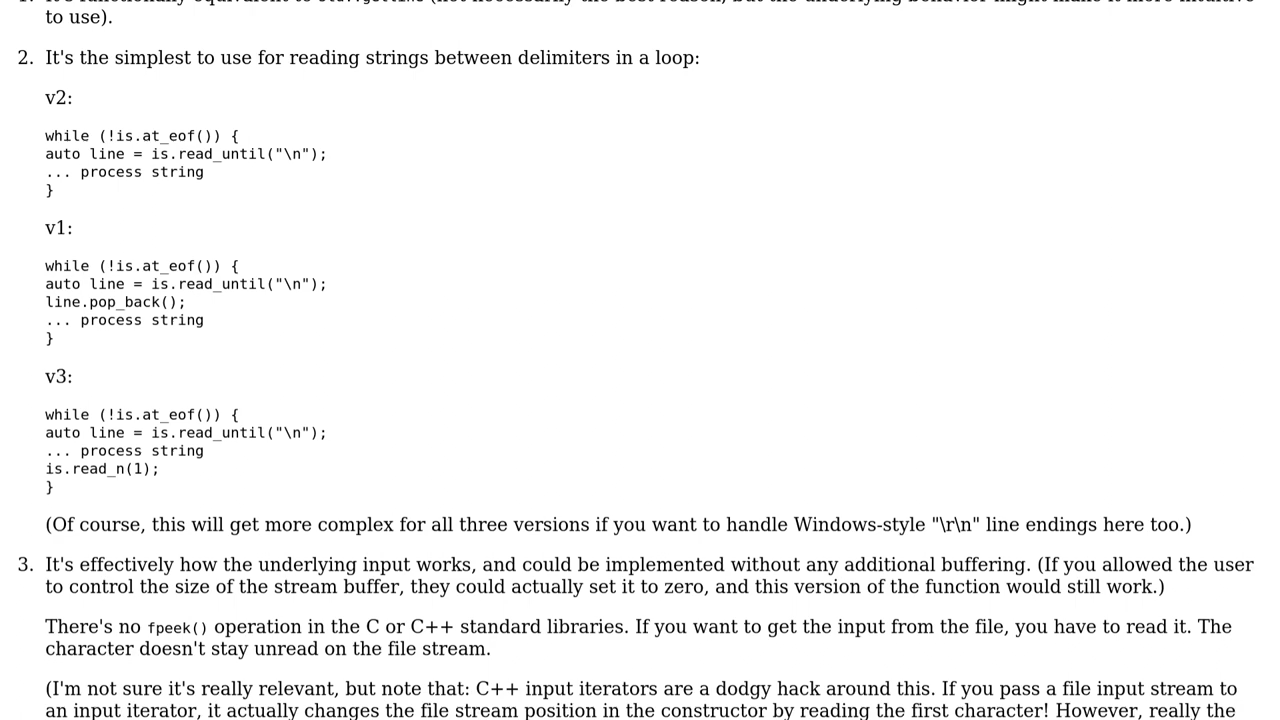 to use).
2. It's the simplest to use for reading strings between delimiters in a loop:
v2:
while (!is.at_eof()) {
auto line = is.read_until("\n");
... process string
}
v1:
while (!is.at_eof()) {
auto line = is.read_until("\n");
line.pop_back();
... process string
}
v3:
while (!is.at_eof()) {
auto line = is.read_until("\n");
... process string
is.read_n(1);
}
(Of course, this will get more complex for all three versions if you want to handle Windows-style "\r\n" line endings here too.)
3. It's effectively how the underlying input works, and could be implemented without any additional buffering. (If you allowed the user
to control the size of the stream buffer, they could actually set it to zero, and this version of the function would still work.)
There's no fpeek() operation in the C or C++ standard libraries. If you want to get the input from the file, you have to read it. The
character doesn't stay unread on the file stream.
(I'm not sure it's really relevant, but note that: C++ input iterators are a dodgy hack around this. If you pass a file input stream to
an input iterator, it actually changes the file stream position in the constructor by reading the first character! However, really the